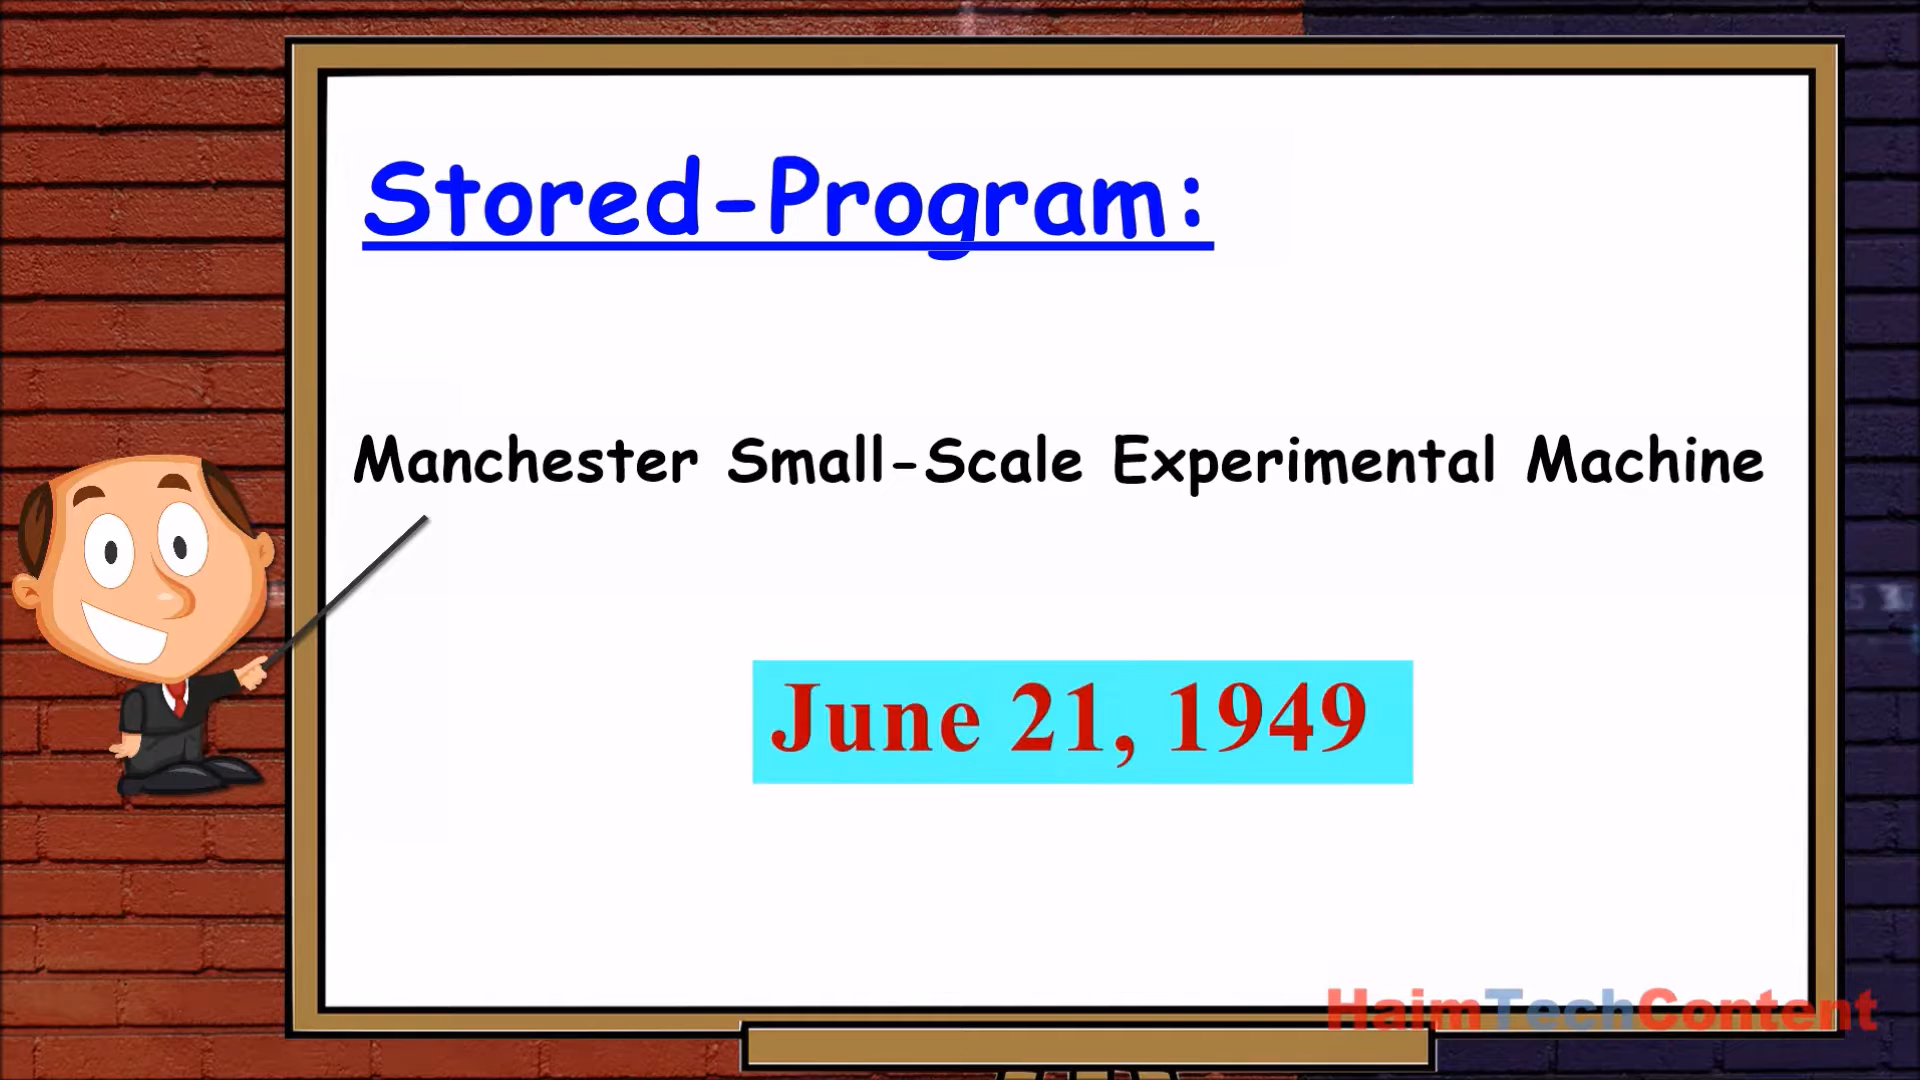 Stored-Program:
Manchester Small-Scale Experimental Machine
June 21, 1949
HaimTechContent